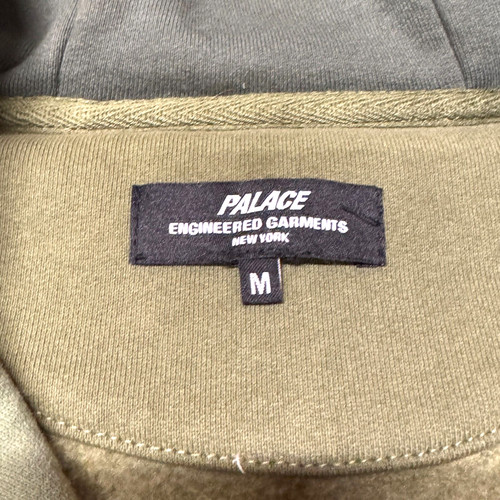 PALACE
ENGINEERED GARMENTS
NEW YORK
M